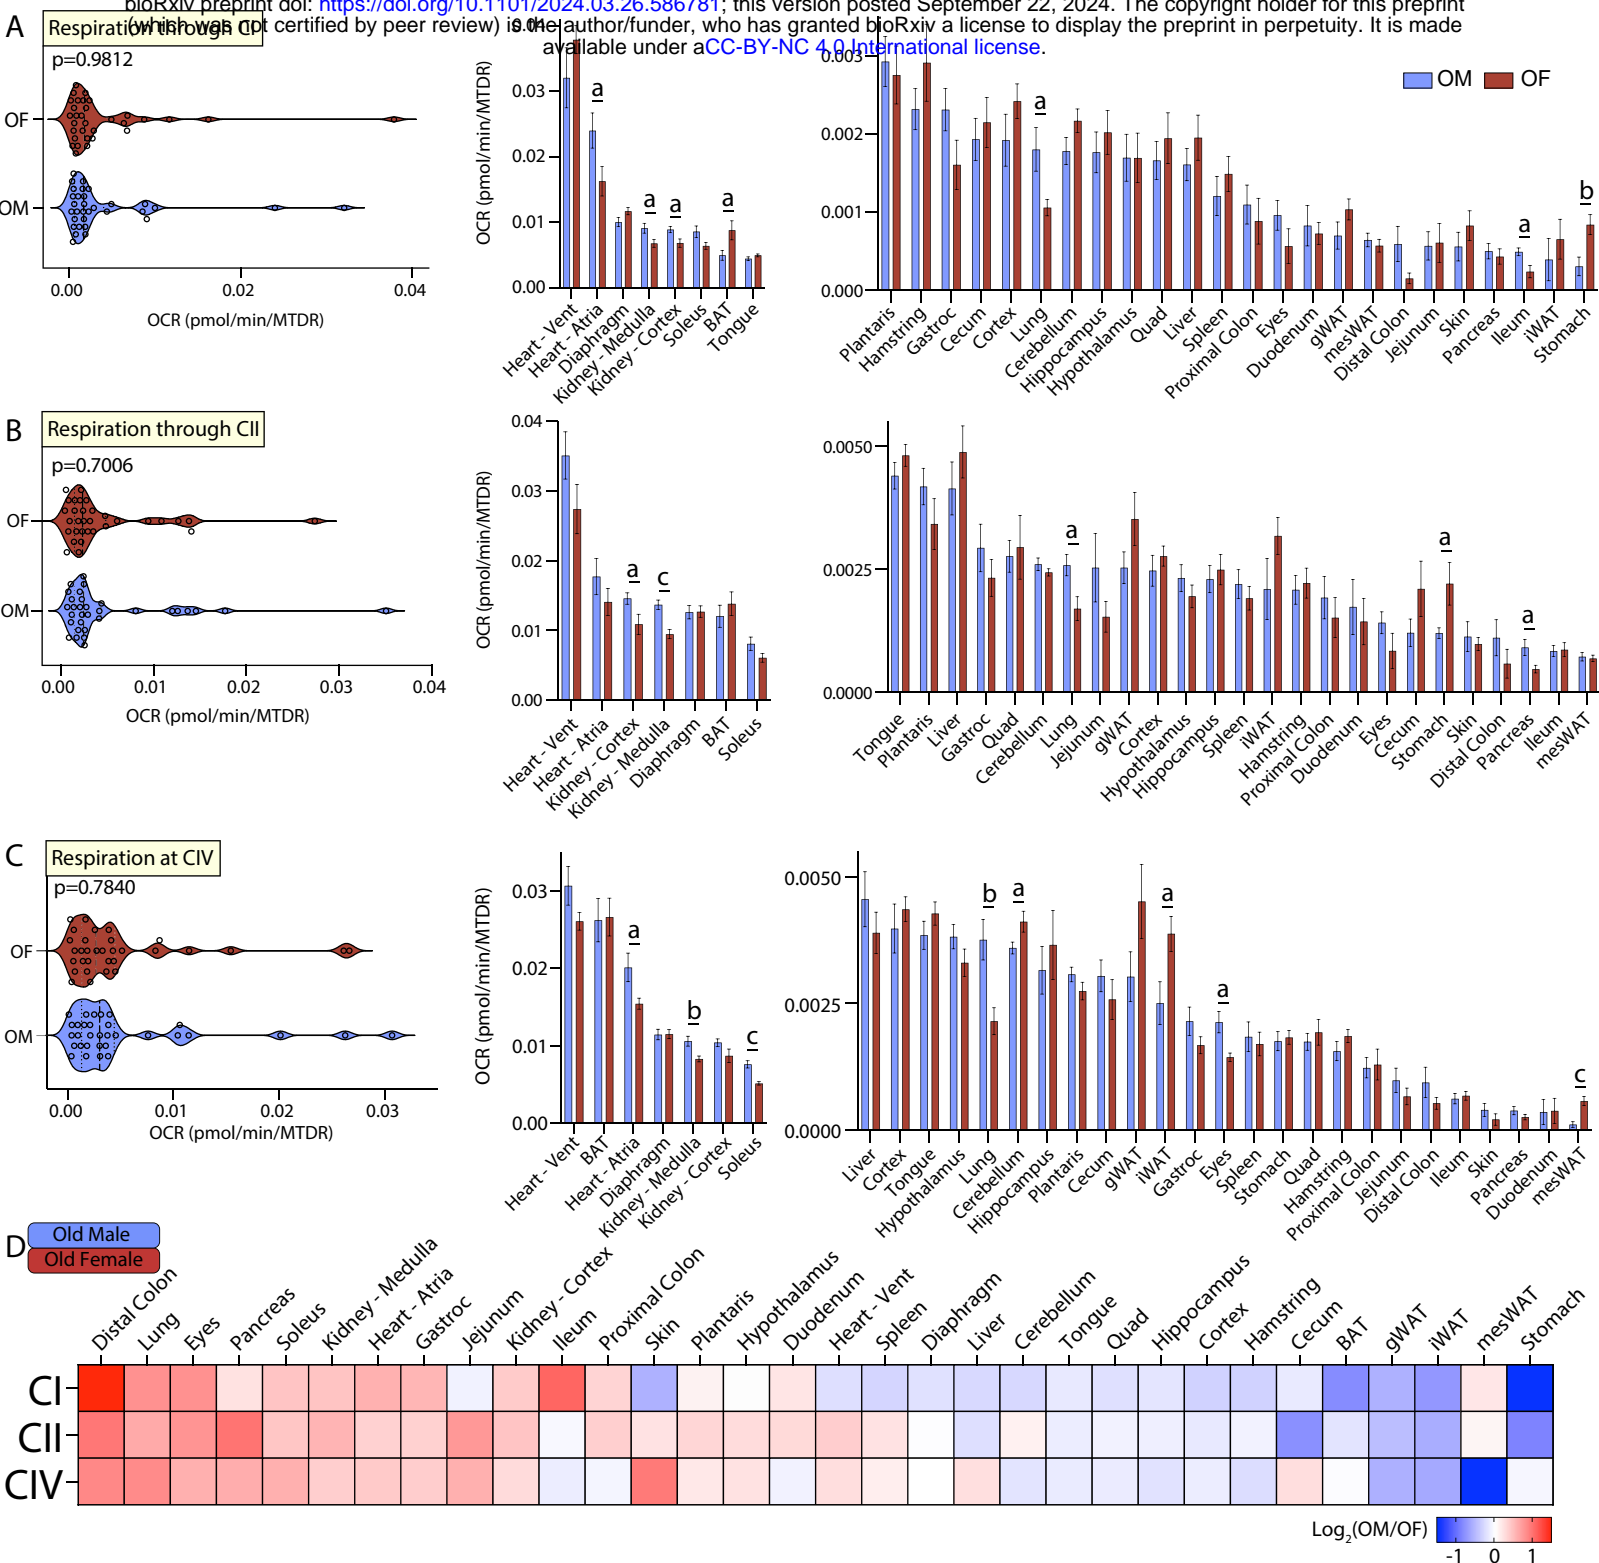 bioRxiv preprint doi: https://doi.org/10.1101/2024.03.26.586781; this version posted September 22, 2024. The copyright holder for this preprint
(which was not certified by peer review) is the author/funder, who has granted bioRxiv a license to display the preprint in perpetuity. It is made
available under aCC-BY-NC 4.0 International license.
A
Respiration through CI
p=0.9812
OF
OM
0.00 0.02 0.04
OCR (pmol/min/MTDR)
OCR (pmol/min/MTDR)
0.04
0.03
0.02
0.01
0.00
a a a a
Heart - Vent
Heart - Atria
Diaphragm
Kidney - Medulla
Kidney - Cortex
Soleus
BAT
Tongue
0.003
0.002
0.001
0.000
a a b
OM OF
Plantaris
Hamstring
Gastroc
Cecum
Cortex
Lung
Cerebellum
Hippocampus
Hypothalamus
Quad
Liver
Spleen
Proximal Colon
Eyes
Duodenum
gWAT
mesWAT
Distal Colon
Jejunum
Skin
Pancreas
Ileum
iWAT
Stomach
B
Respiration through CII
p=0.7006
OF
OM
0.00 0.01 0.02 0.03 0.04
OCR (pmol/min/MTDR)
OCR (pmol/min/MTDR)
0.04
0.03
0.02
0.01
0.00
a c
Heart - Vent
Heart - Atria
Kidney - Cortex
Kidney - Medulla
Diaphragm
BAT
Soleus
0.0050
0.0025
0.0000
a a a
Tongue
Plantaris
Liver
Gastroc
Quad
Cerebellum
Lung
Jejunum
gWAT
Cortex
Hypothalamus
Hippocampus
Spleen
iWAT
Hamstring
Proximal Colon
Duodenum
Eyes
Cecum
Stomach
Skin
Distal Colon
Pancreas
Ileum
mesWAT
C
Respiration at CIV
p=0.7840
OF
OM
0.00 0.01 0.02 0.03
OCR (pmol/min/MTDR)
OCR (pmol/min/MTDR)
0.03
0.02
0.01
0.00
a b c
Heart - Vent
BAT
Heart - Atria
Diaphragm
Kidney - Medulla
Kidney - Cortex
Soleus
0.0050
0.0025
0.0000
b a a a c
Liver
Cortex
Tongue
Hypothalamus
Lung
Cerebellum
Hippocampus
Plantaris
Cecum
gWAT
iWAT
Gastroc
Eyes
Spleen
Stomach
Quad
Hamstring
Proximal Colon
Jejunum
Distal Colon
Ileum
Skin
Pancreas
Duodenum
mesWAT
D
Old Male
Old Female
Distal Colon
Lung
Eyes
Pancreas
Soleus
Kidney - Medulla
Heart - Atria
Gastroc
Jejunum
Kidney - Cortex
Ileum
Proximal Colon
Skin
Plantaris
Hypothalamus
Duodenum
Heart - Vent
Spleen
Diaphragm
Liver
Cerebellum
Tongue
Quad
Hippocampus
Cortex
Hamstring
Cecum
BAT
gWAT
iWAT
mesWAT
Stomach
CI
CII
CIV
Log2(OM/OF)
-1 0 1